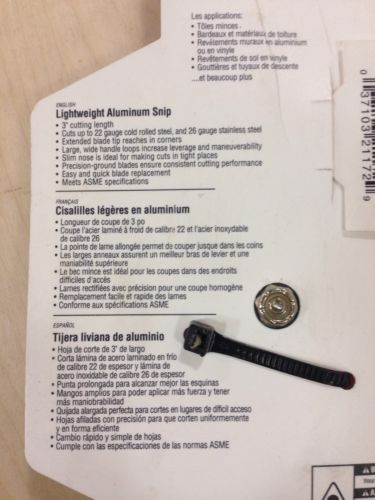 Les applications:
• Tôles minces
• Bardeaux et matériaux de toiture
• Revêtements muraux en aluminium
ou en vinyle
• Revêtements de sol en vinyle
• Gouttières et tuyaux de descente
...et beaucoup plus
ENGLISH
Lightweight Aluminum Snip
• 3" cutting length
• Cuts up to 22 gauge cold rolled steel, and 26 gauge stainless steel
• Extended blade tip reaches in corners
• Large, wide handle loops increase leverage and maneuverability
• Slim nose is ideal for making cuts in tight places
• Precision-ground blades ensure consistent cutting performance
• Easy and quick blade replacement
• Meets ASME specifications
FRANÇAIS
Cisailles légères en aluminium
• Longueur de coupe de 3 po
• Coupe l'acier laminé à froid de calibre 22 et l'acier inoxydable
de calibre 26
• La pointe de lame allongée permet de couper jusque dans les coins
• Les larges anneaux assurent un meilleur bras de levier et une
maniabilité supérieure
• Le bec mince est idéal pour les coupes dans des endroits
difficiles d'accès
• Lames rectifiées avec précision pour une coupe homogène
• Remplacement facile et rapide des lames
• Conforme aux spécifications ASME
ESPAÑOL
Tijera liviana de aluminio
• Hoja de corte de 3" de largo
• Corta lámina de acero laminado en frío
de calibre 22 de espesor y lámina de
acero inoxidable de calibre 26 de espesor
• Punta prolongada para alcanzar mejor las esquinas
• Mangos amplios para poder aplicar más fuerza y tener
más maniobrabilidad
• Quijada alargada perfecta para cortes en lugares de difícil acceso
• Hojas afiladas con precisión para que corten uniformemente
y en forma eficiente
• Cambio rápido y simple de hojas
• Cumple con las especificaciones de las normas ASME
0 37103 21172 9